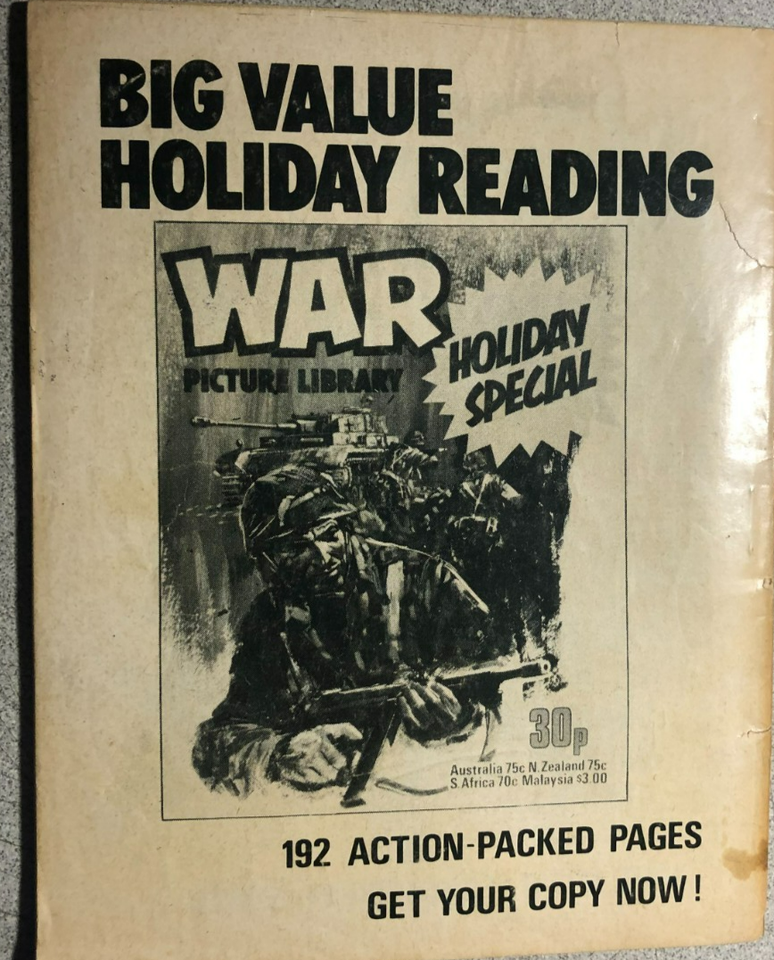 BIG VALUE
HOLIDAY READING
WAR
PICTURE LIBRARY
HOLIDAY
SPECIAL
30p
Australia 75c N.Zealand 75c
S.Africa 70c Malaysia $3.00
192 ACTION-PACKED PAGES
GET YOUR COPY NOW!